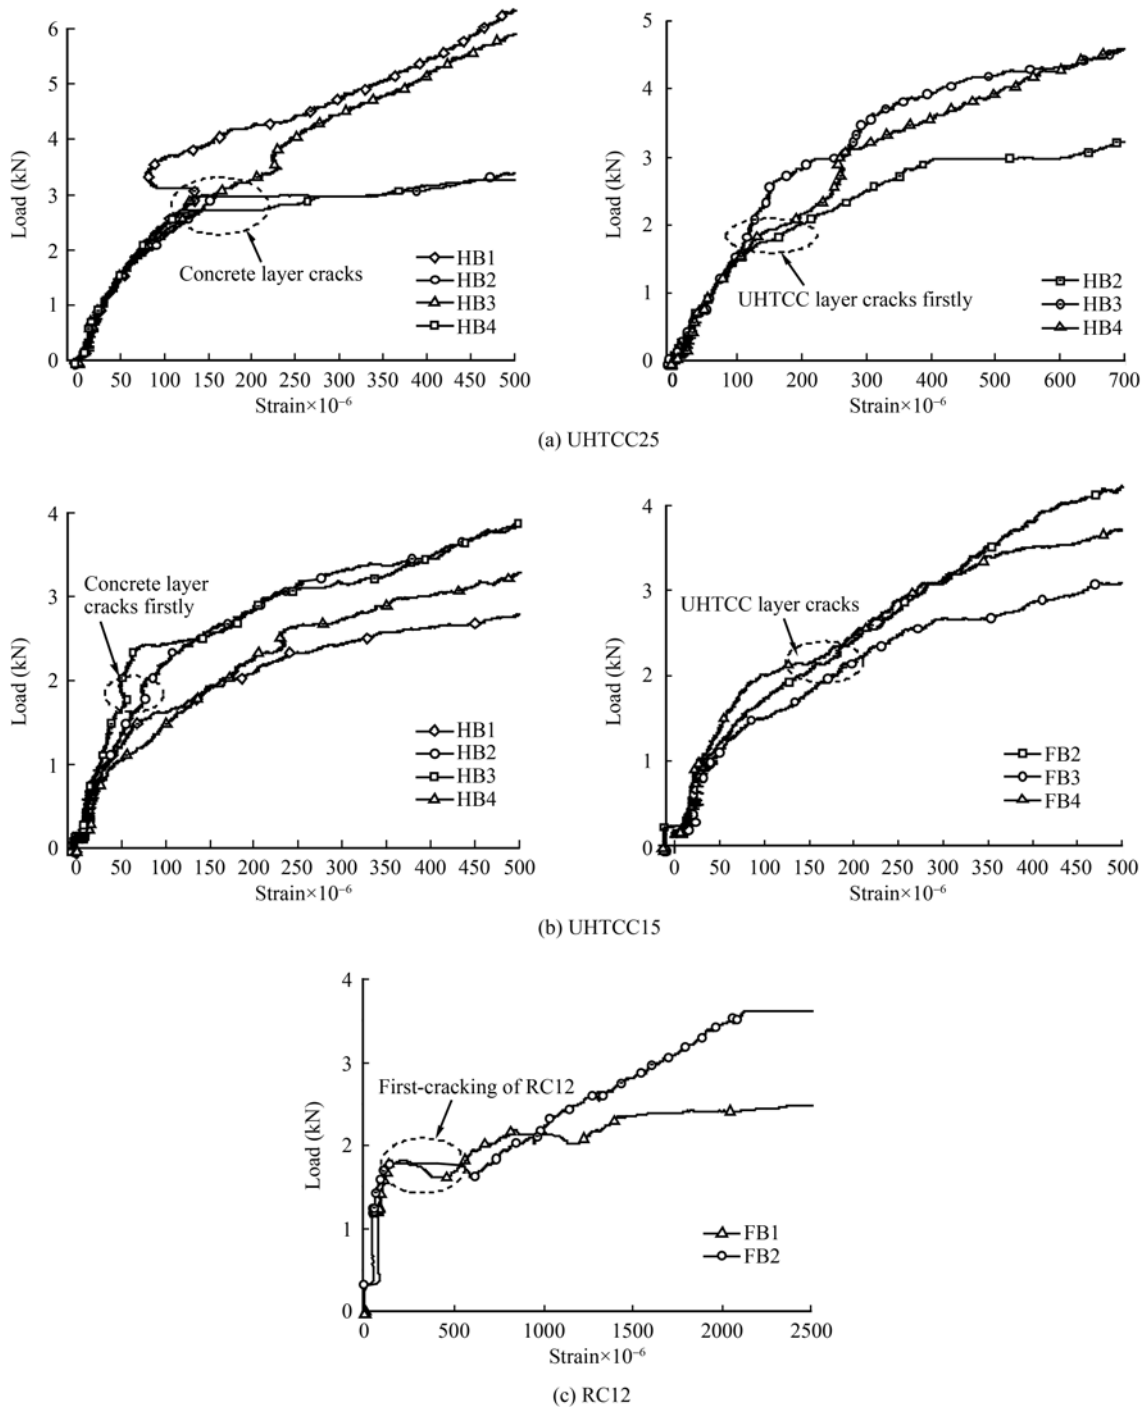 6
5
4
3
2
1
0
Load (kN)
0 50 100 150 200 250 300 350 400 450 500
Strain×10⁻⁶
Concrete layer cracks
HB1
HB2
HB3
HB4
5
4
3
2
1
0
Load (kN)
0 100 200 300 400 500 600 700
Strain×10⁻⁶
UHTCC layer cracks firstly
HB2
HB3
HB4
(a) UHTCC25
4
3
2
1
0
Load (kN)
0 50 100 150 200 250 300 350 400 450 500
Strain×10⁻⁶
Concrete layer
cracks firstly
HB1
HB2
HB3
HB4
4
3
2
1
0
Load (kN)
0 50 100 150 200 250 300 350 400 450 500
Strain×10⁻⁶
UHTCC layer cracks
FB2
FB3
FB4
(b) UHTCC15
4
3
2
1
0
Load (kN)
0 500 1000 1500 2000 2500
Strain×10⁻⁶
First-cracking of RC12
FB1
FB2
(c) RC12